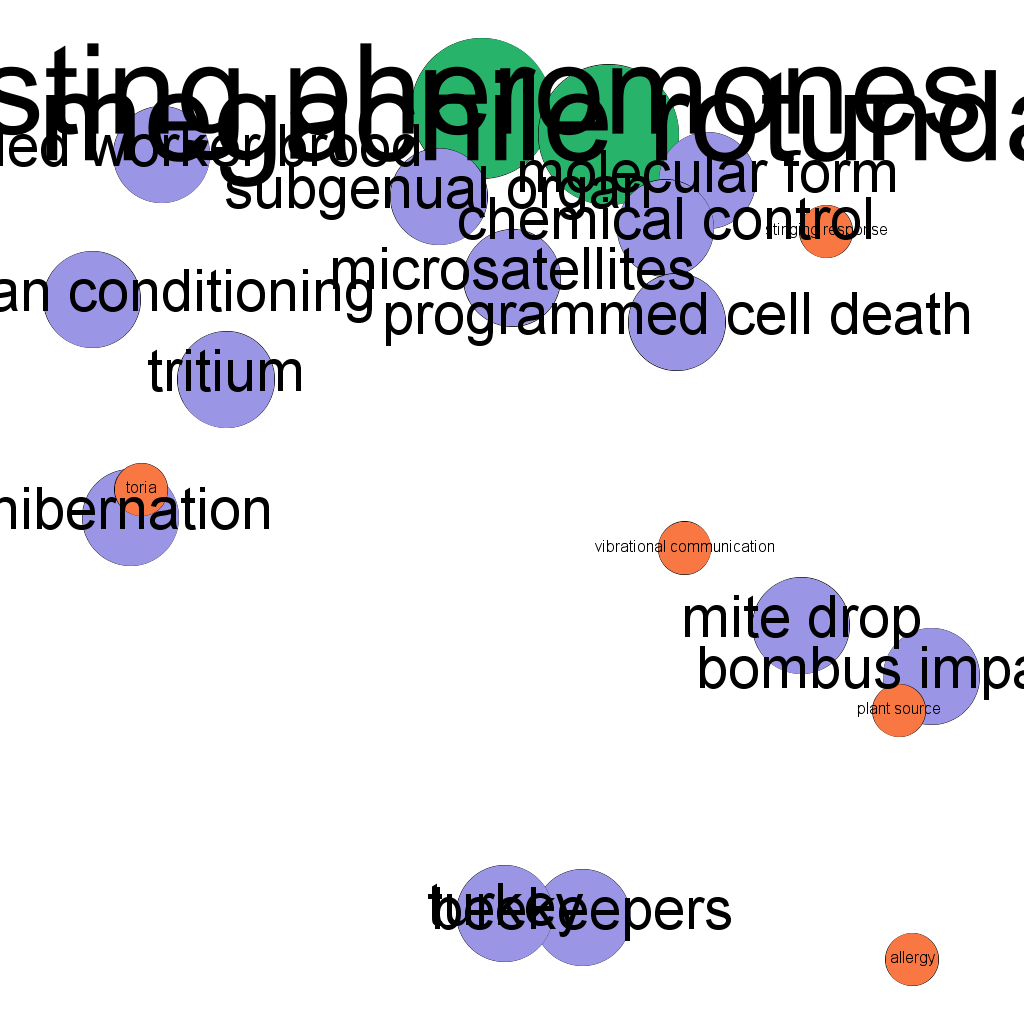 sting pheromones
megachile rotunda
led worker brood
molecular form
subgenual organ
chemical control
stinging response
microsatellites
an conditioning
programmed cell death
tritium
toria
hibernation
vibrational communication
mite drop
bombus impa
plant source
turkey
beekeepers
allergy